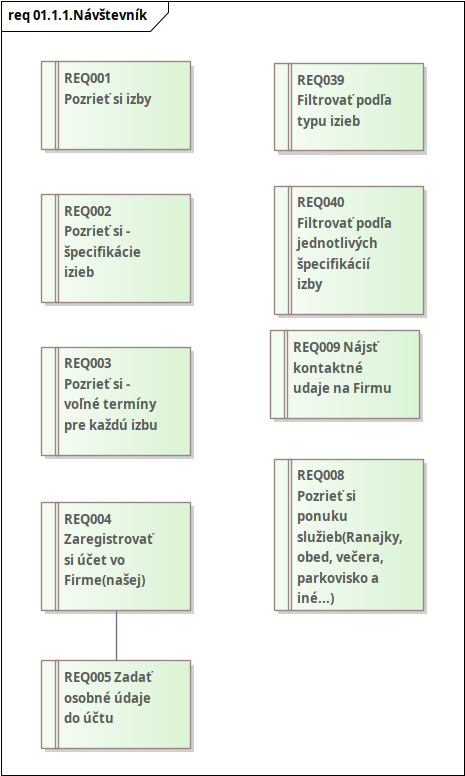 req 01.1.1.Návštevník
REQ001
Pozrieť si izby
REQ002
Pozrieť si -
špecifikácie
izieb
REQ003
Pozrieť si -
voľné termíny
pre každú izbu
REQ004
Zaregistrovať
si účet vo
Firme(našej)
REQ005 Zadať
osobné údaje
do účtu
REQ039
Filtrovať podľa
typu izieb
REQ040
Filtrovať podľa
jednotlivých
špecifikácií
izby
REQ009 Nájsť
kontaktné
udaje na Firmu
REQ008
Pozrieť si
ponuku
služieb(Ranajky,
obed, večera,
parkovisko a
iné...)